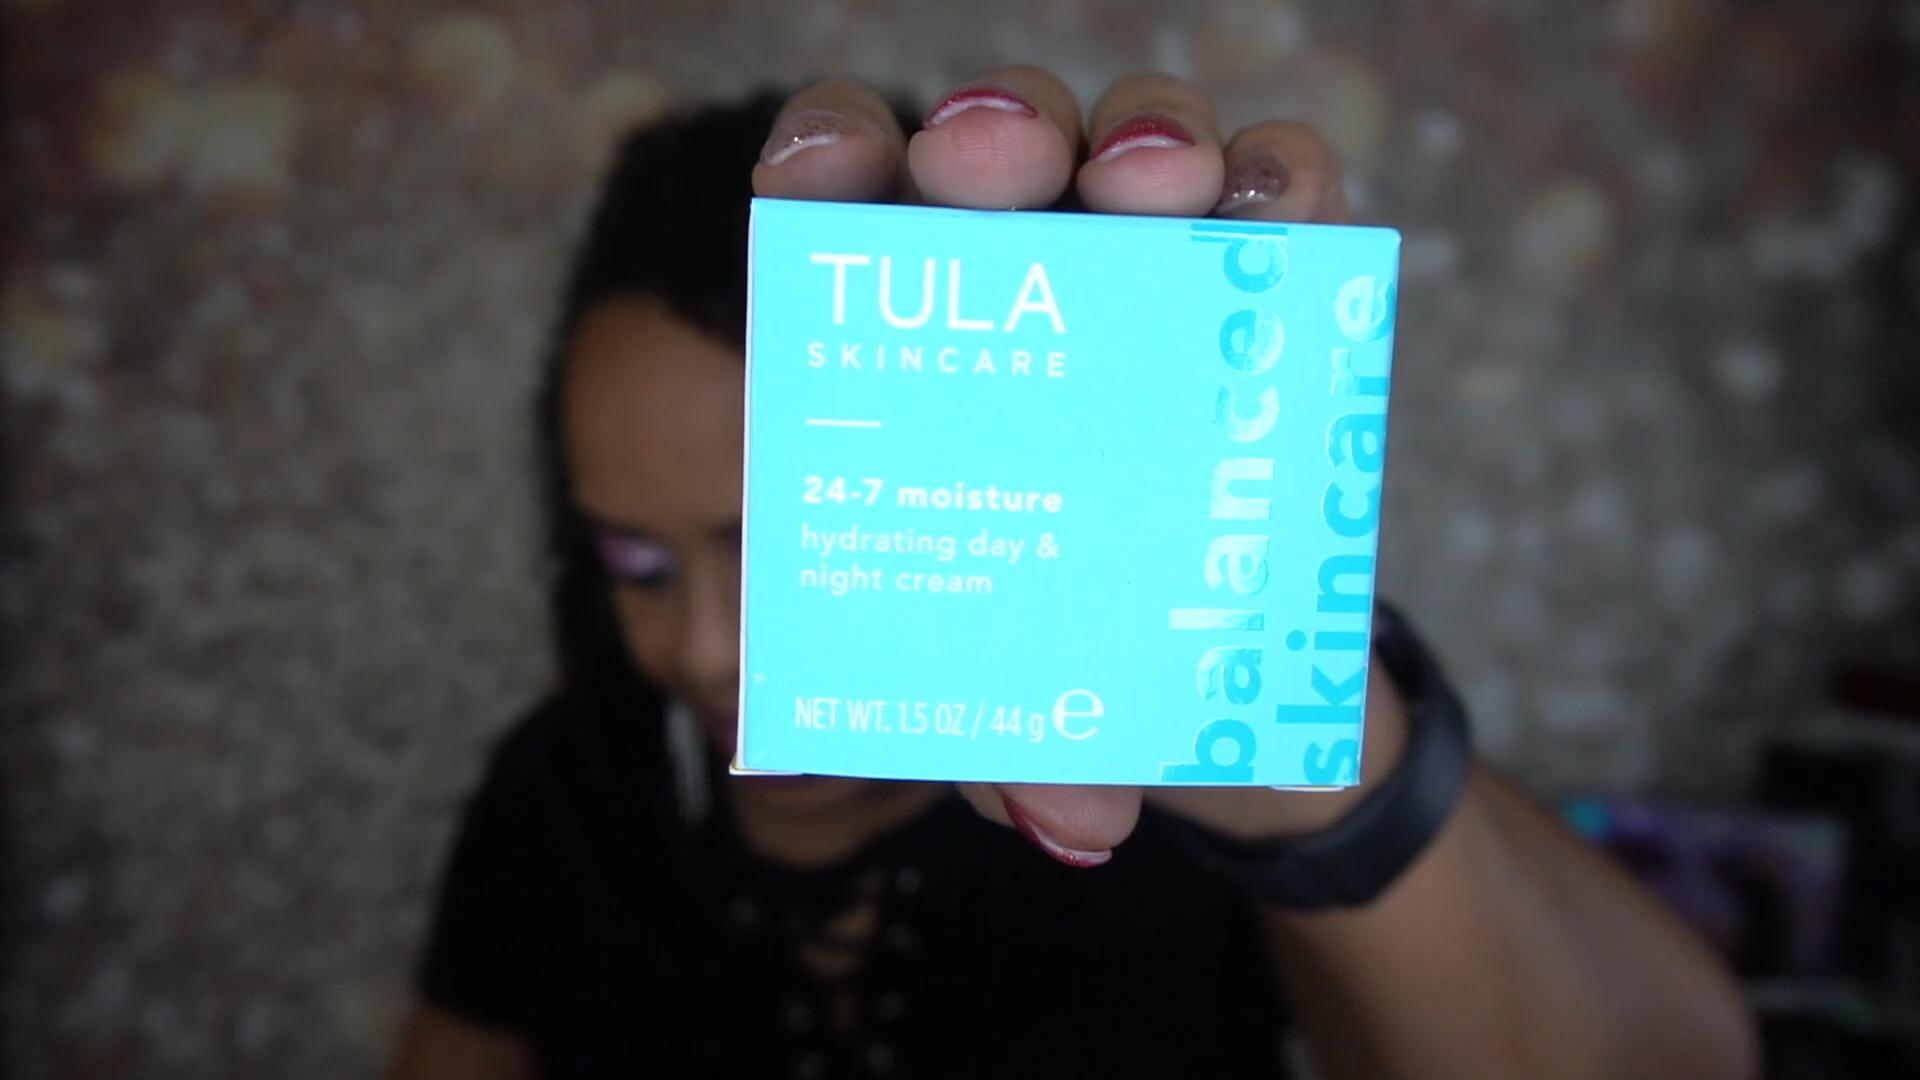 TULA
SKINCARE
24-7 moisture
hydrating day &
night cream
NET WT. 1.5 OZ / 44 g ℮
balanced
skincare